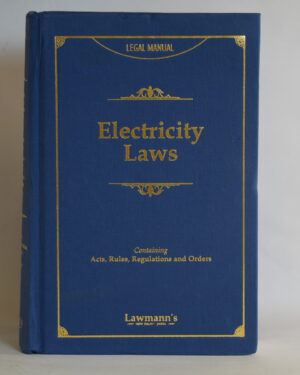 LEGAL MANUAL
Electricity
Laws
Containing
Acts, Rules, Regulations and Orders
Lawmann's